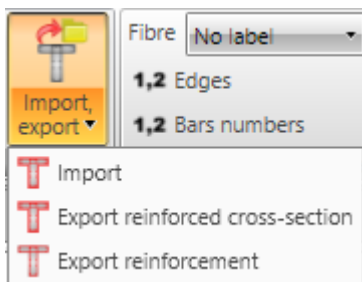 Fibre No label
1,2 Edges
Import,
export
1,2 Bars numbers
Import
Export reinforced cross-section
Export reinforcement